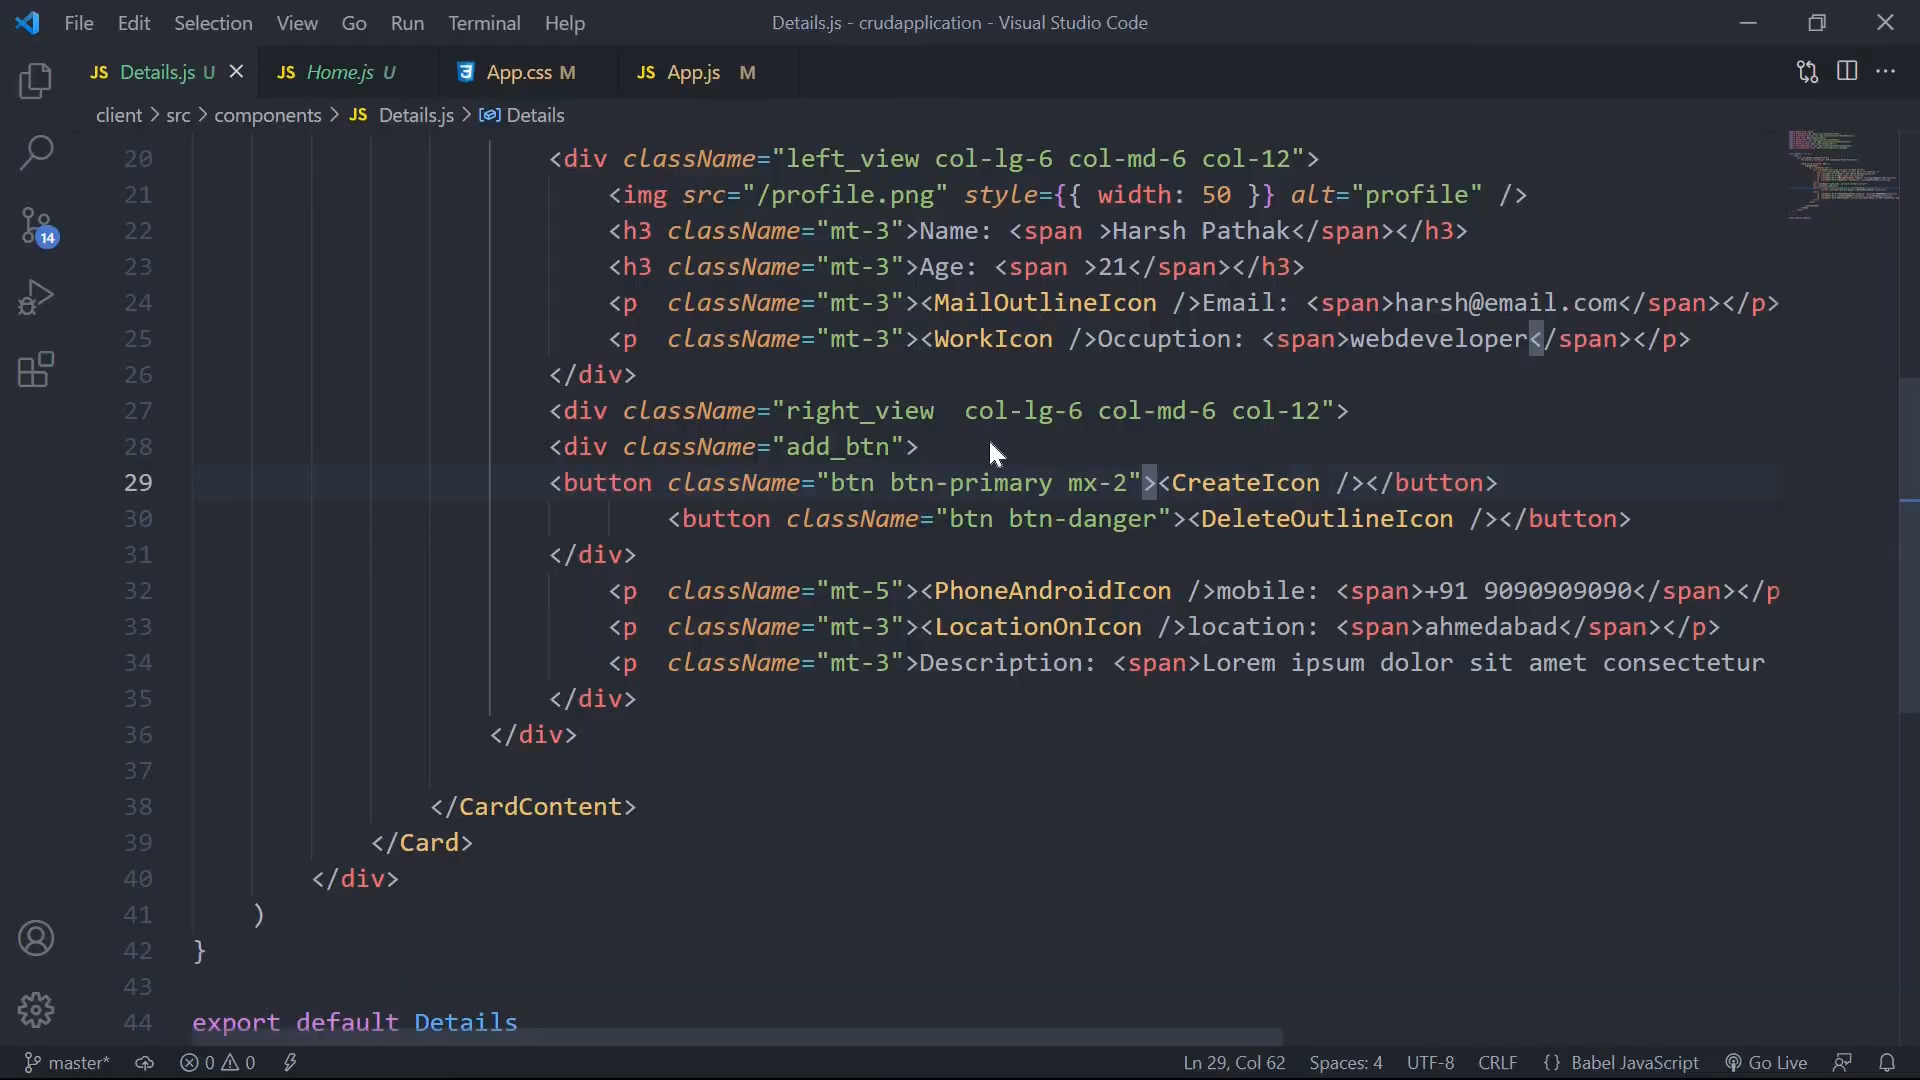 File Edit Selection View Go Run Terminal Help Details.js - crudapplication - Visual Studio Code
JS Details.js U JS Home.js U App.css M JS App.js M
client > src > components > JS Details.js > Details
20 <div className="left_view col-lg-6 col-md-6 col-12">
21 <img src="/profile.png" style={{ width: 50 }} alt="profile" />
22 <h3 className="mt-3">Name: <span >Harsh Pathak</span></h3>
23 <h3 className="mt-3">Age: <span >21</span></h3>
24 <p  className="mt-3"><MailOutlineIcon />Email: <span>harsh@email.com</span></p>
25 <p  className="mt-3"><WorkIcon />Occuption: <span>webdeveloper</span></p>
26 </div>
27 <div className="right_view  col-lg-6 col-md-6 col-12">
28 <div className="add_btn">
29 <button className="btn btn-primary mx-2"><CreateIcon /></button>
30 <button className="btn btn-danger"><DeleteOutlineIcon /></button>
31 </div>
32 <p  className="mt-5"><PhoneAndroidIcon />mobile: <span>+91 9090909090</span></p
33 <p  className="mt-3"><LocationOnIcon />location: <span>ahmedabad</span></p>
34 <p  className="mt-3">Description: <span>Lorem ipsum dolor sit amet consectetur
35 </div>
36 </div>
37
38 </CardContent>
39 </Card>
40 </div>
41 )
42 }
43
44 export default Details
14
master* 0 0 Ln 29, Col 62 Spaces: 4 UTF-8 CRLF {} Babel JavaScript Go Live